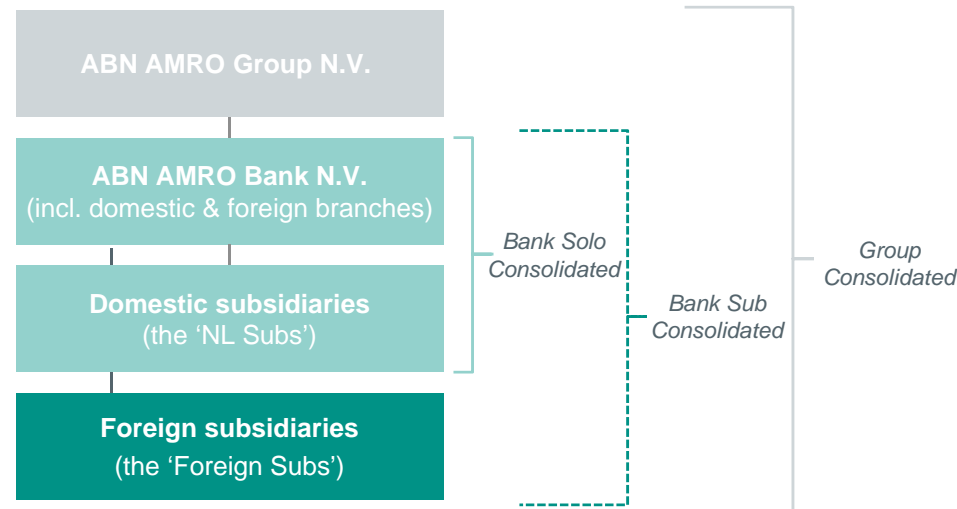 ABN AMRO Group N.V.
ABN AMRO Bank N.V.
(incl. domestic & foreign branches)
Domestic subsidiaries
(the ‘NL Subs’)
Foreign subsidiaries
(the ‘Foreign Subs’)
Bank Solo
Consolidated
Bank Sub
Consolidated
Group
Consolidated